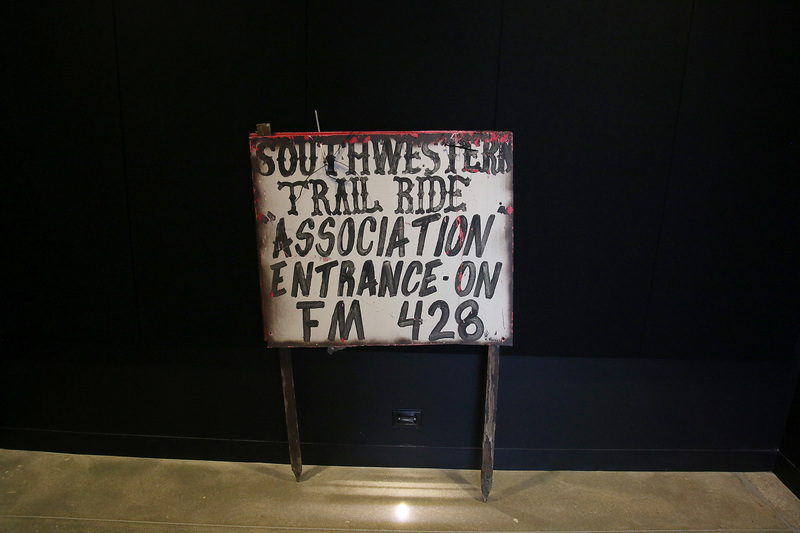 SOUTHWESTERN
TRAIL RIDE
ASSOCIATION
ENTRANCE-ON
FM 428